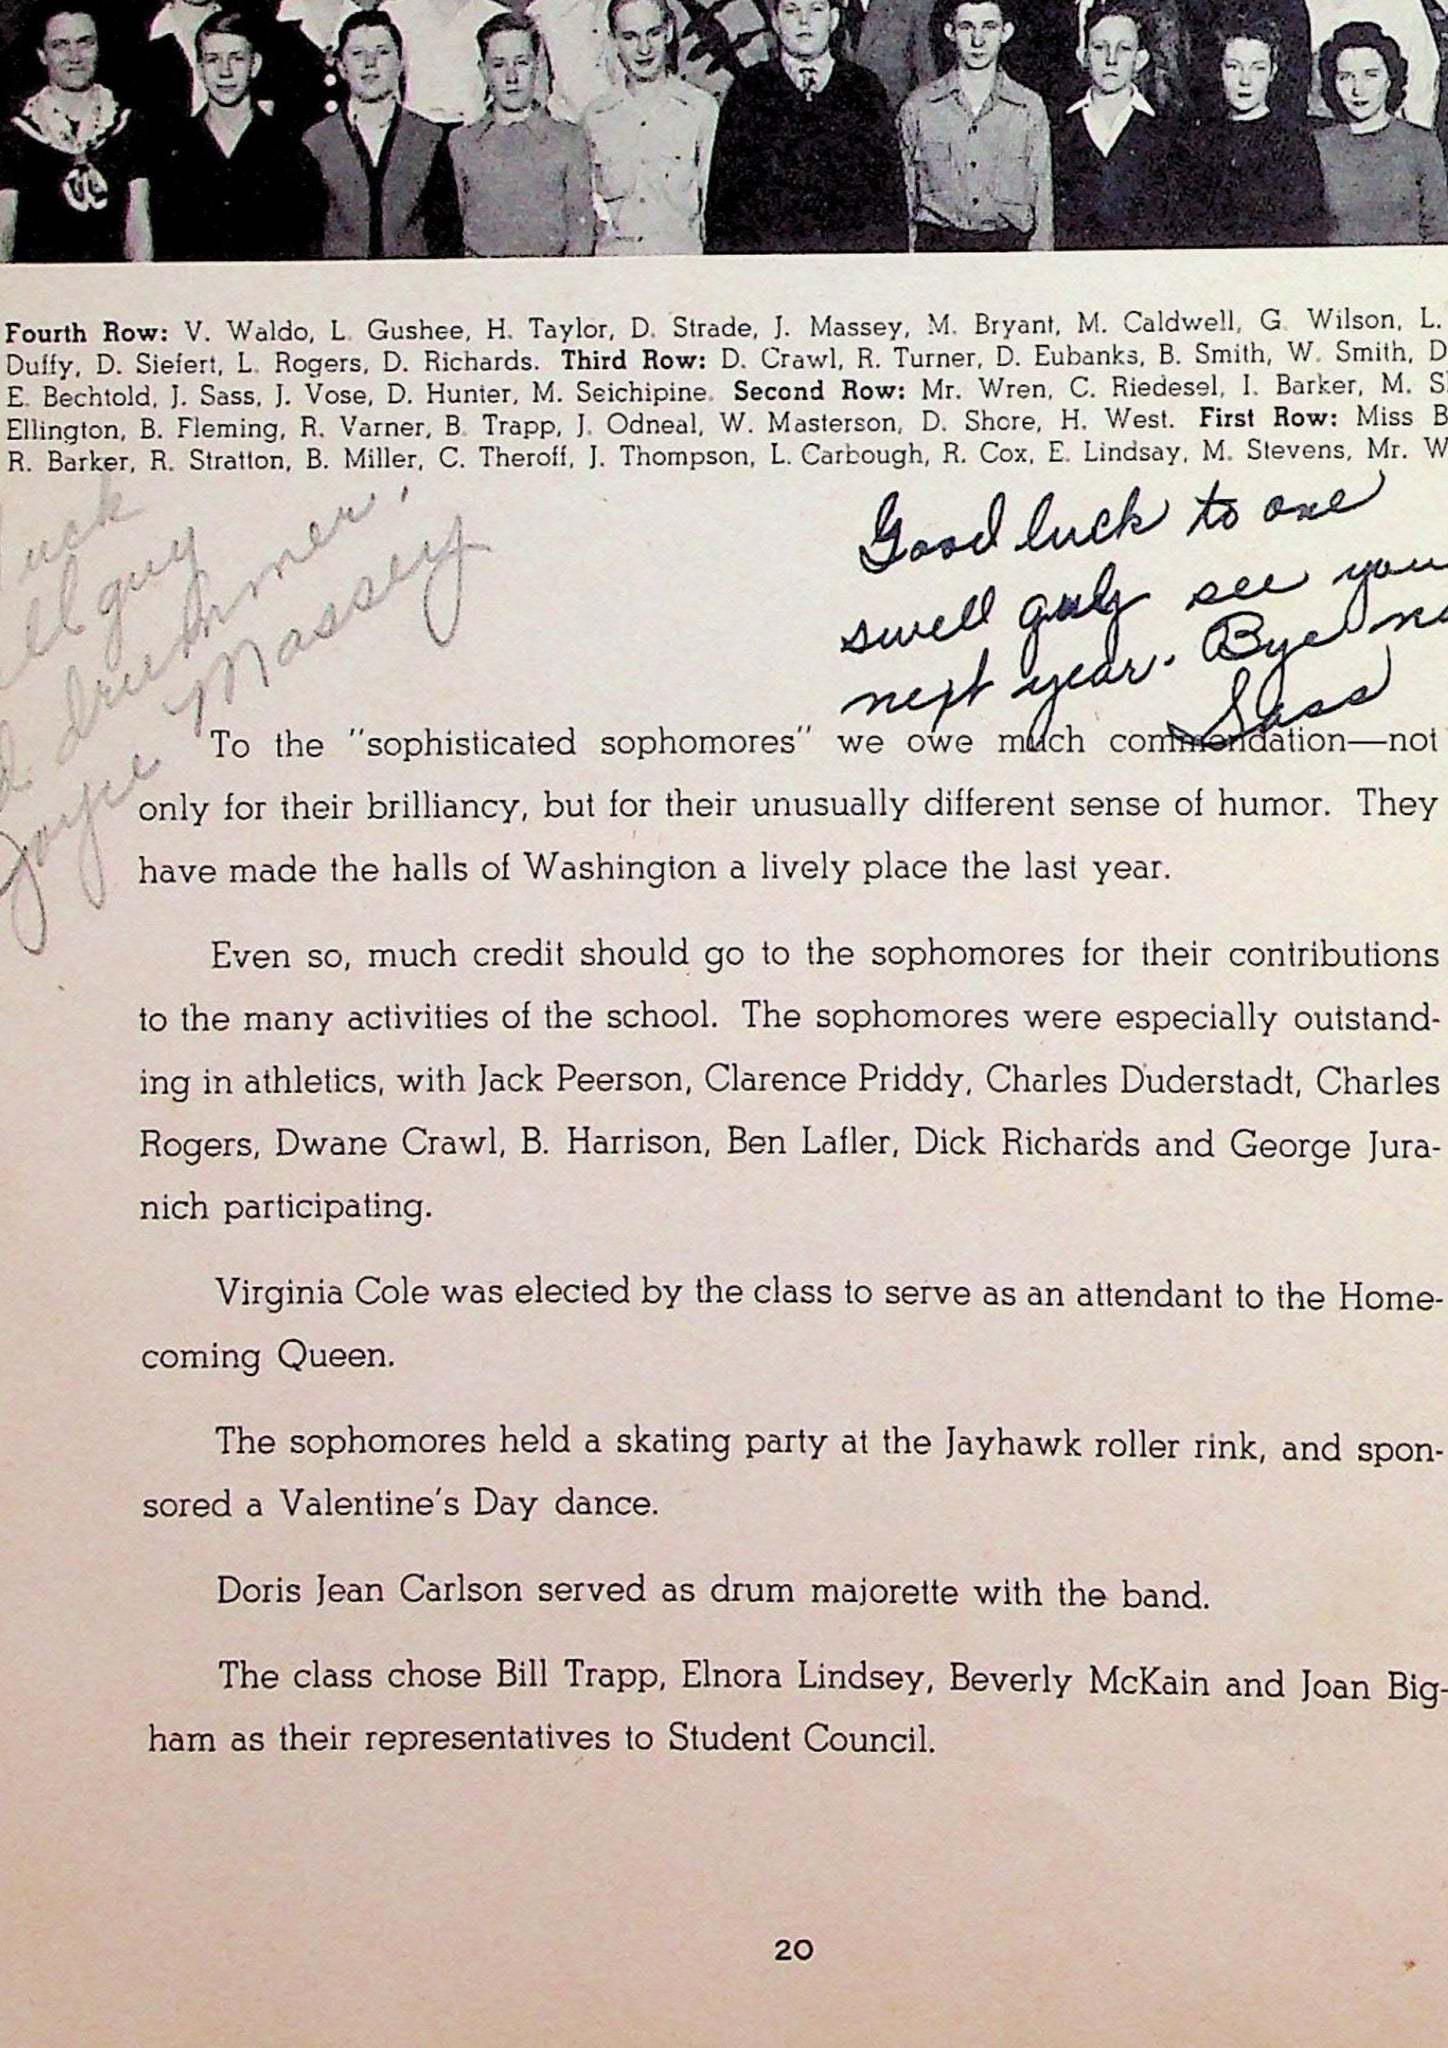 Fourth Row: V. Waldo, L. Gushee, H. Taylor, D. Strade, J. Massey, M. Bryant, M. Caldwell, G. Wilson, L.
Duffy, D. Siefert, L. Rogers, D. Richards. Third Row: D. Crawl, R. Turner, D. Eubanks, B. Smith, W. Smith, D
E. Bechtold, J. Sass, J. Vose, D. Hunter, M. Seichipine. Second Row: Mr. Wren, C. Riedesel, I. Barker, M.
Ellington, B. Fleming, R. Varner, B. Trapp, J. Odneal, W. Masterson, D. Shore, H. West. First Row: Miss B
R. Barker, R. Stratton, B. Miller, C. Theroff, J. Thompson, L. Carbough, R. Cox, E. Lindsay, M. Stevens, Mr. W
luck
guy
drummer,
Joyce Massey
Good luck to one
swell guy see you
next year. Bye
Sass
To the "sophisticated sophomores" we owe much commendation—not
only for their brilliancy, but for their unusually different sense of humor. They
have made the halls of Washington a lively place the last year.
Even so, much credit should go to the sophomores for their contributions
to the many activities of the school. The sophomores were especially outstand-
ing in athletics, with Jack Peerson, Clarence Priddy, Charles Duderstadt, Charles
Rogers, Dwane Crawl, B. Harrison, Ben Lafler, Dick Richards and George Jura-
nich participating.
Virginia Cole was elected by the class to serve as an attendant to the Home-
coming Queen.
The sophomores held a skating party at the Jayhawk roller rink, and spon-
sored a Valentine's Day dance.
Doris Jean Carlson served as drum majorette with the band.
The class chose Bill Trapp, Elnora Lindsey, Beverly McKain and Joan Big-
ham as their representatives to Student Council.
20